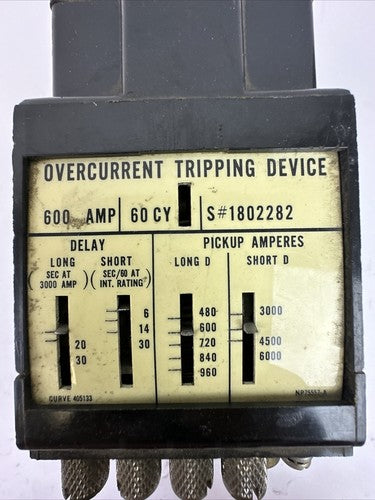 OVERCURRENT TRIPPING DEVICE
600 AMP 60 CY S#1802282
DELAY PICKUP AMPERES
LONG SHORT LONG D SHORT D
( SEC AT 3000 AMP ) ( SEC/60 AT INT. RATING )
6 480 3000
14 600
20 30 720 4500
30 840 6000
960
CURVE 405133